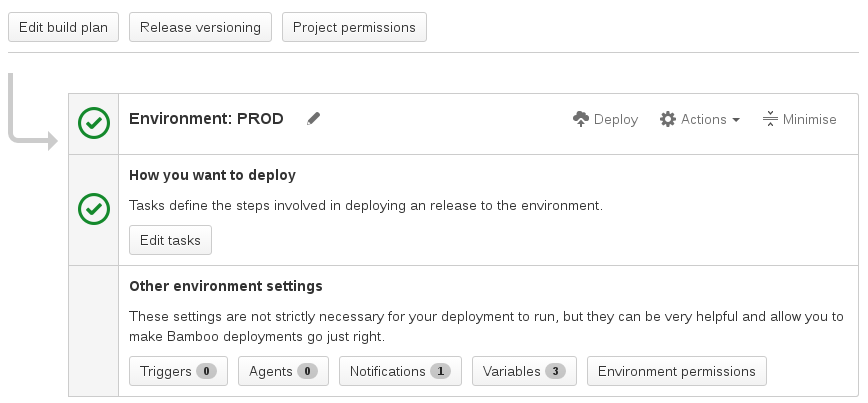 Edit build plan Release versioning Project permissions
Environment: PROD Deploy Actions Minimise
How you want to deploy
Tasks define the steps involved in deploying an release to the environment.
Edit tasks
Other environment settings
These settings are not strictly necessary for your deployment to run, but they can be very helpful and allow you to
make Bamboo deployments go just right.
Triggers 0 Agents 0 Notifications 1 Variables 3 Environment permissions